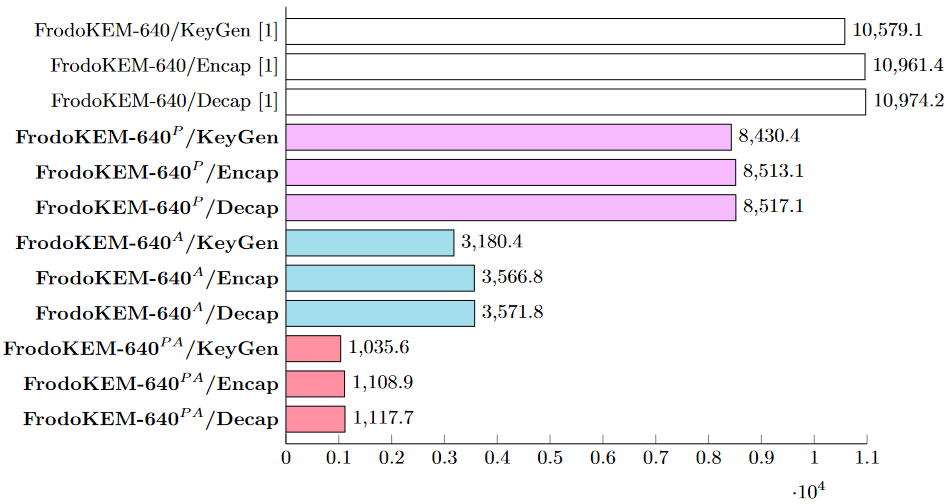 FrodoKEM-640/KeyGen [1] 10,579.1
FrodoKEM-640/Encap [1] 10,961.4
FrodoKEM-640/Decap [1] 10,974.2
FrodoKEM-640^P/KeyGen 8,430.4
FrodoKEM-640^P/Encap 8,513.1
FrodoKEM-640^P/Decap 8,517.1
FrodoKEM-640^A/KeyGen 3,180.4
FrodoKEM-640^A/Encap 3,566.8
FrodoKEM-640^A/Decap 3,571.8
FrodoKEM-640^PA/KeyGen 1,035.6
FrodoKEM-640^PA/Encap 1,108.9
FrodoKEM-640^PA/Decap 1,117.7
0 0.1 0.2 0.3 0.4 0.5 0.6 0.7 0.8 0.9 1 1.1
·10^4